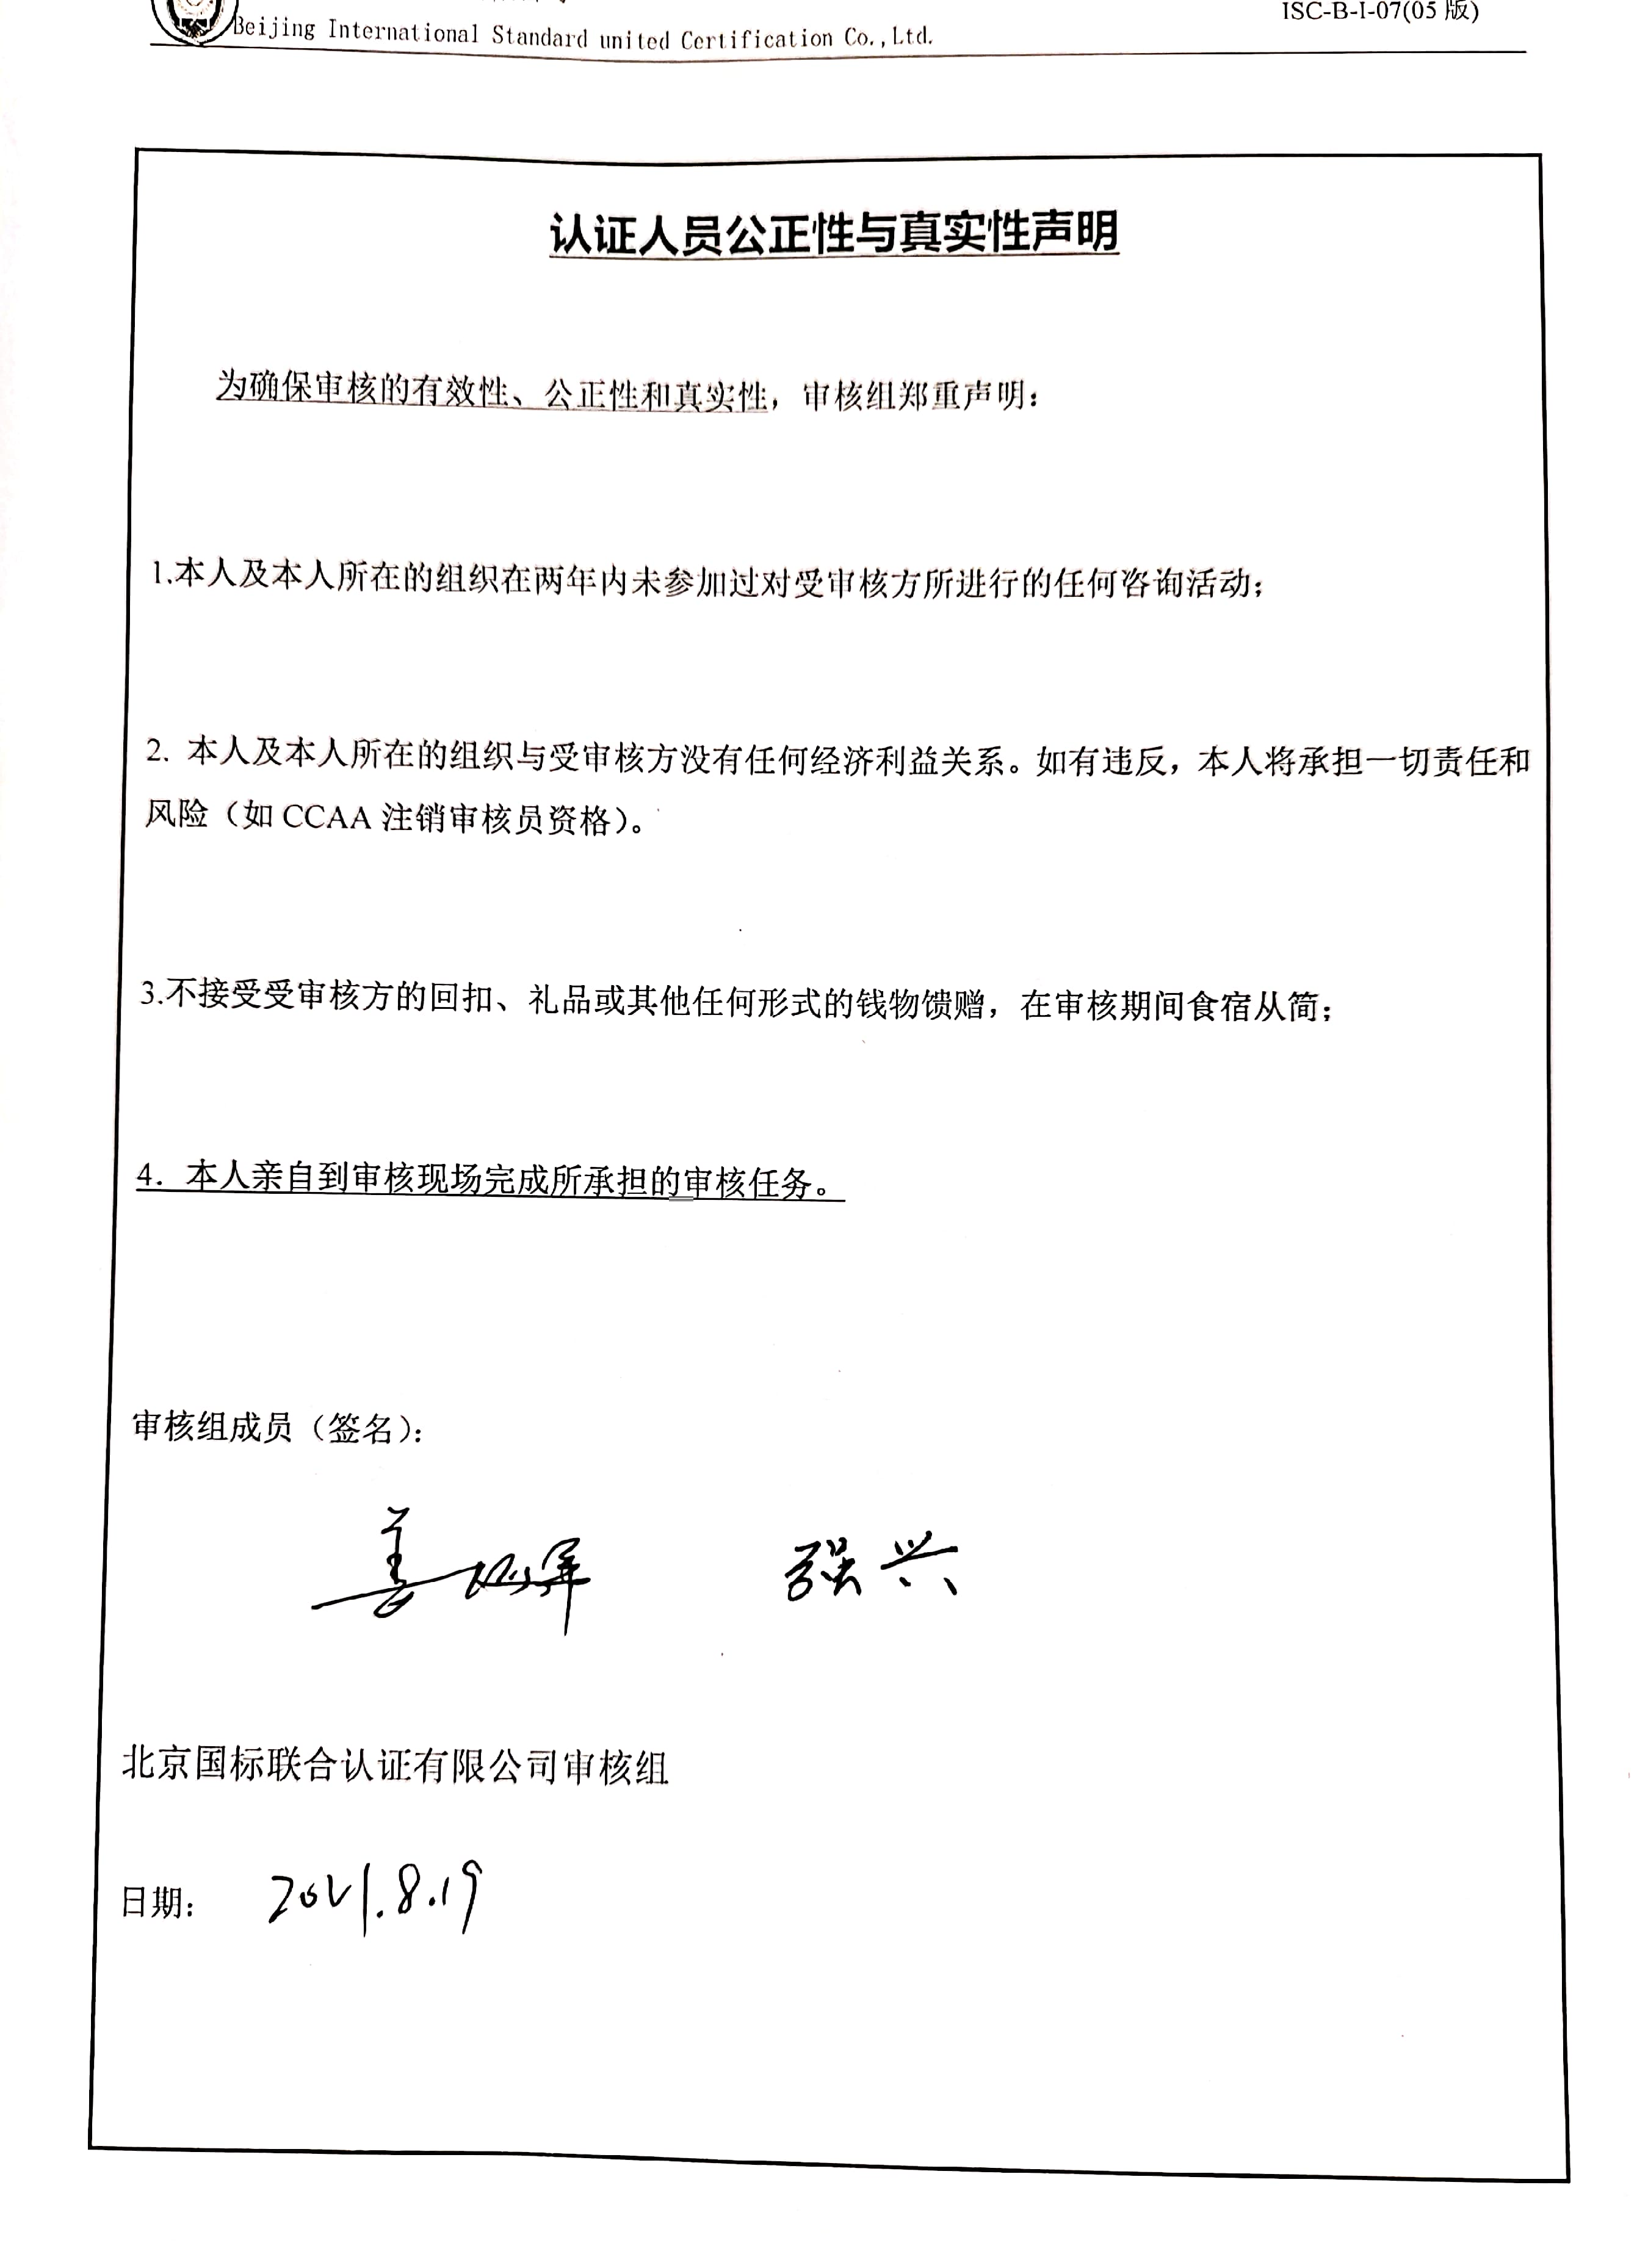 ISC-B-I-07(05 版)
Beijing International Standard united Certification Co.,Ltd.
认证人员公正性与真实性声明
为确保审核的有效性、公正性和真实性，审核组郑重声明：
1.本人及本人所在的组织在两年内未参加过对受审核方所进行的任何咨询活动；
2. 本人及本人所在的组织与受审核方没有任何经济利益关系。如有违反，本人将承担一切责任和
风险（如 CCAA 注销审核员资格）。
3.不接受受审核方的回扣、礼品或其他任何形式的钱物馈赠，在审核期间食宿从简；
4. 本人亲自到审核现场完成所承担的审核任务。
审核组成员（签名）：
姜 强兴
北京国标联合认证有限公司审核组
日期： 2021.8.19